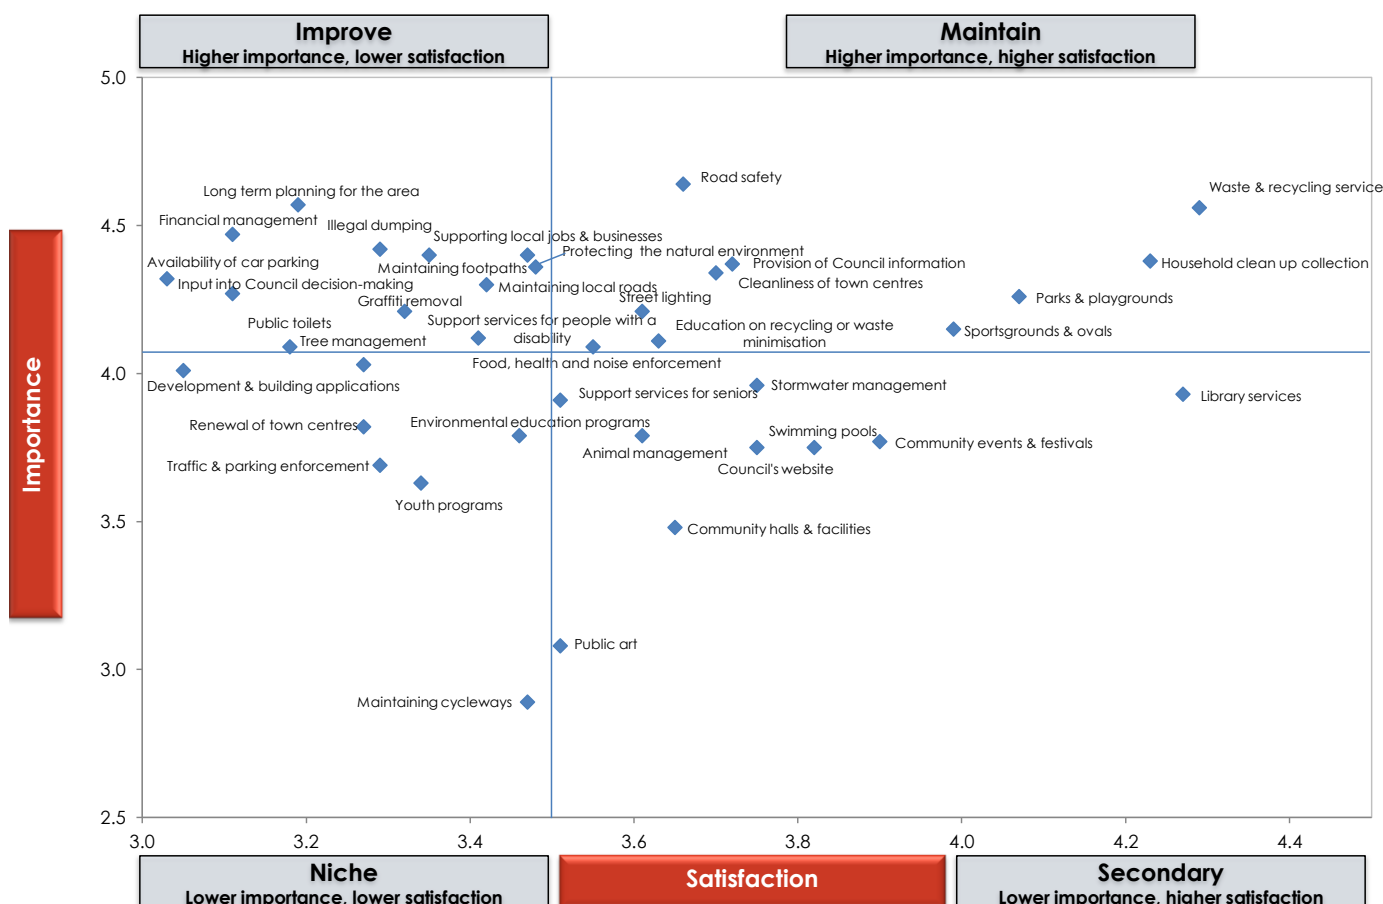 Improve
Higher importance, lower satisfaction
Maintain
Higher importance, higher satisfaction
5.0
Road safety
Waste & recycling service
Long term planning for the area
Financial management
Illegal dumping
4.5
Supporting local jobs & businesses
Protecting the natural environment
Availability of car parking
Maintaining footpaths
Provision of Council information
Household clean up collection
Input into Council decision-making
Maintaining local roads
Cleanliness of town centres
Graffiti removal
Street lighting
Parks & playgrounds
Public toilets
Support services for people with a
disability
Education on recycling or waste
minimisation
Sportsgrounds & ovals
Tree management
Food, health and noise enforcement
4.0
Development & building applications
Support services for seniors
Stormwater management
Library services
Renewal of town centres
Environmental education programs
Swimming pools
Community events & festivals
Animal management
Traffic & parking enforcement
Council's website
Youth programs
3.5
Community halls & facilities
Importance
Public art
3.0
Maintaining cycleways
2.5
3.0
3.2
3.4
3.6
3.8
4.0
4.2
4.4
Niche
Lower importance, lower satisfaction
Satisfaction
Secondary
Lower importance, higher satisfaction